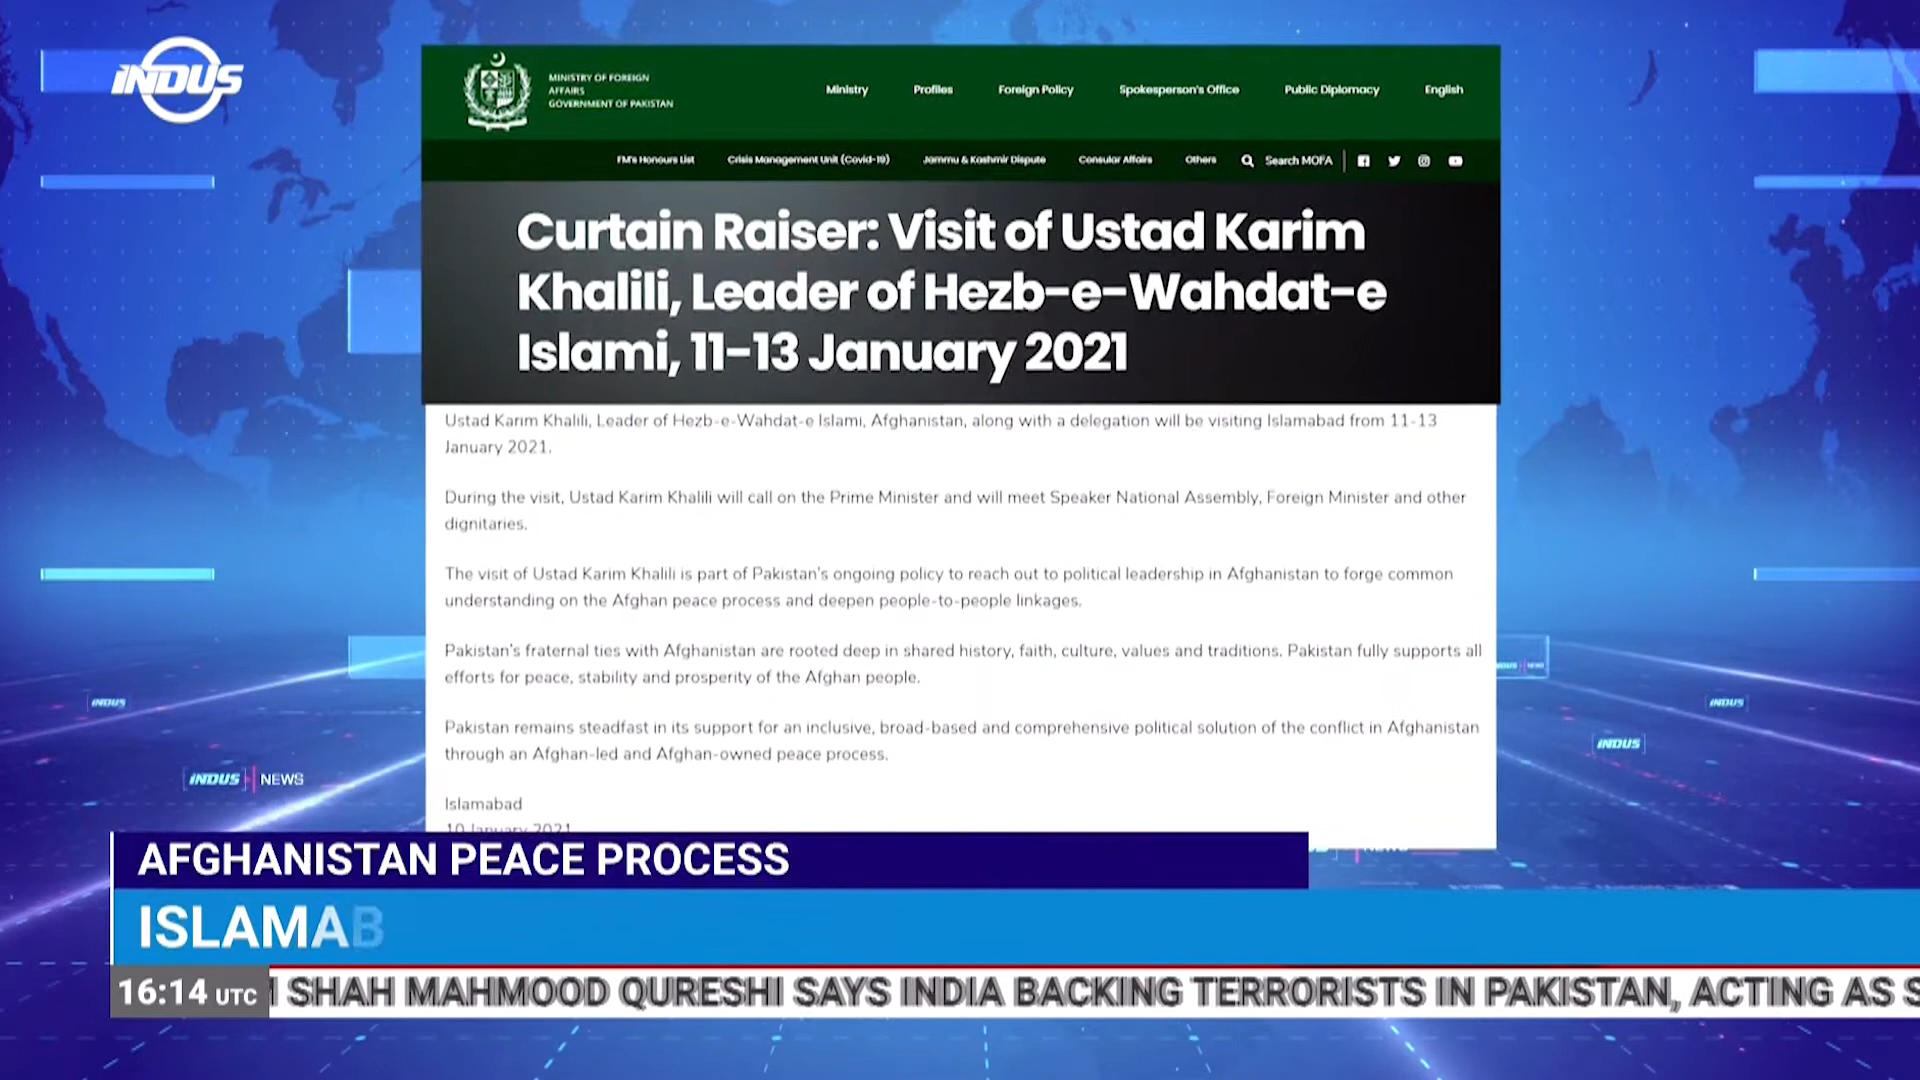 INDUS
MINISTRY OF FOREIGN
AFFAIRS
GOVERNMENT OF PAKISTAN
Ministry Profiles Foreign Policy Spokesperson's Office Public Diplomacy English
FM's Honours List Crisis Management Unit (Covid-19) Jammu & Kashmir Dispute Consular Affairs Others Search MOFA
Curtain Raiser: Visit of Ustad Karim
Khalili, Leader of Hezb-e-Wahdat-e
Islami, 11-13 January 2021
Ustad Karim Khalili, Leader of Hezb-e-Wahdat-e Islami, Afghanistan, along with a delegation will be visiting Islamabad from 11-13
January 2021.
During the visit, Ustad Karim Khalili will call on the Prime Minister and will meet Speaker National Assembly, Foreign Minister and other
dignitaries.
The visit of Ustad Karim Khalili is part of Pakistan's ongoing policy to reach out to political leadership in Afghanistan to forge common
understanding on the Afghan peace process and deepen people-to-people linkages.
Pakistan's fraternal ties with Afghanistan are rooted deep in shared history, faith, culture, values and traditions. Pakistan fully supports all
efforts for peace, stability and prosperity of the Afghan people.
Pakistan remains steadfast in its support for an inclusive, broad-based and comprehensive political solution of the conflict in Afghanistan
through an Afghan-led and Afghan-owned peace process.
Islamabad
10 January 2021
INDUS
INDUS NEWS
INDUS
INDUS
INDUS NEWS
AFGHANISTAN PEACE PROCESS
ISLAMAB
16:14 UTC
SHAH MAHMOOD QURESHI SAYS INDIA BACKING TERRORISTS IN PAKISTAN, ACTING AS S